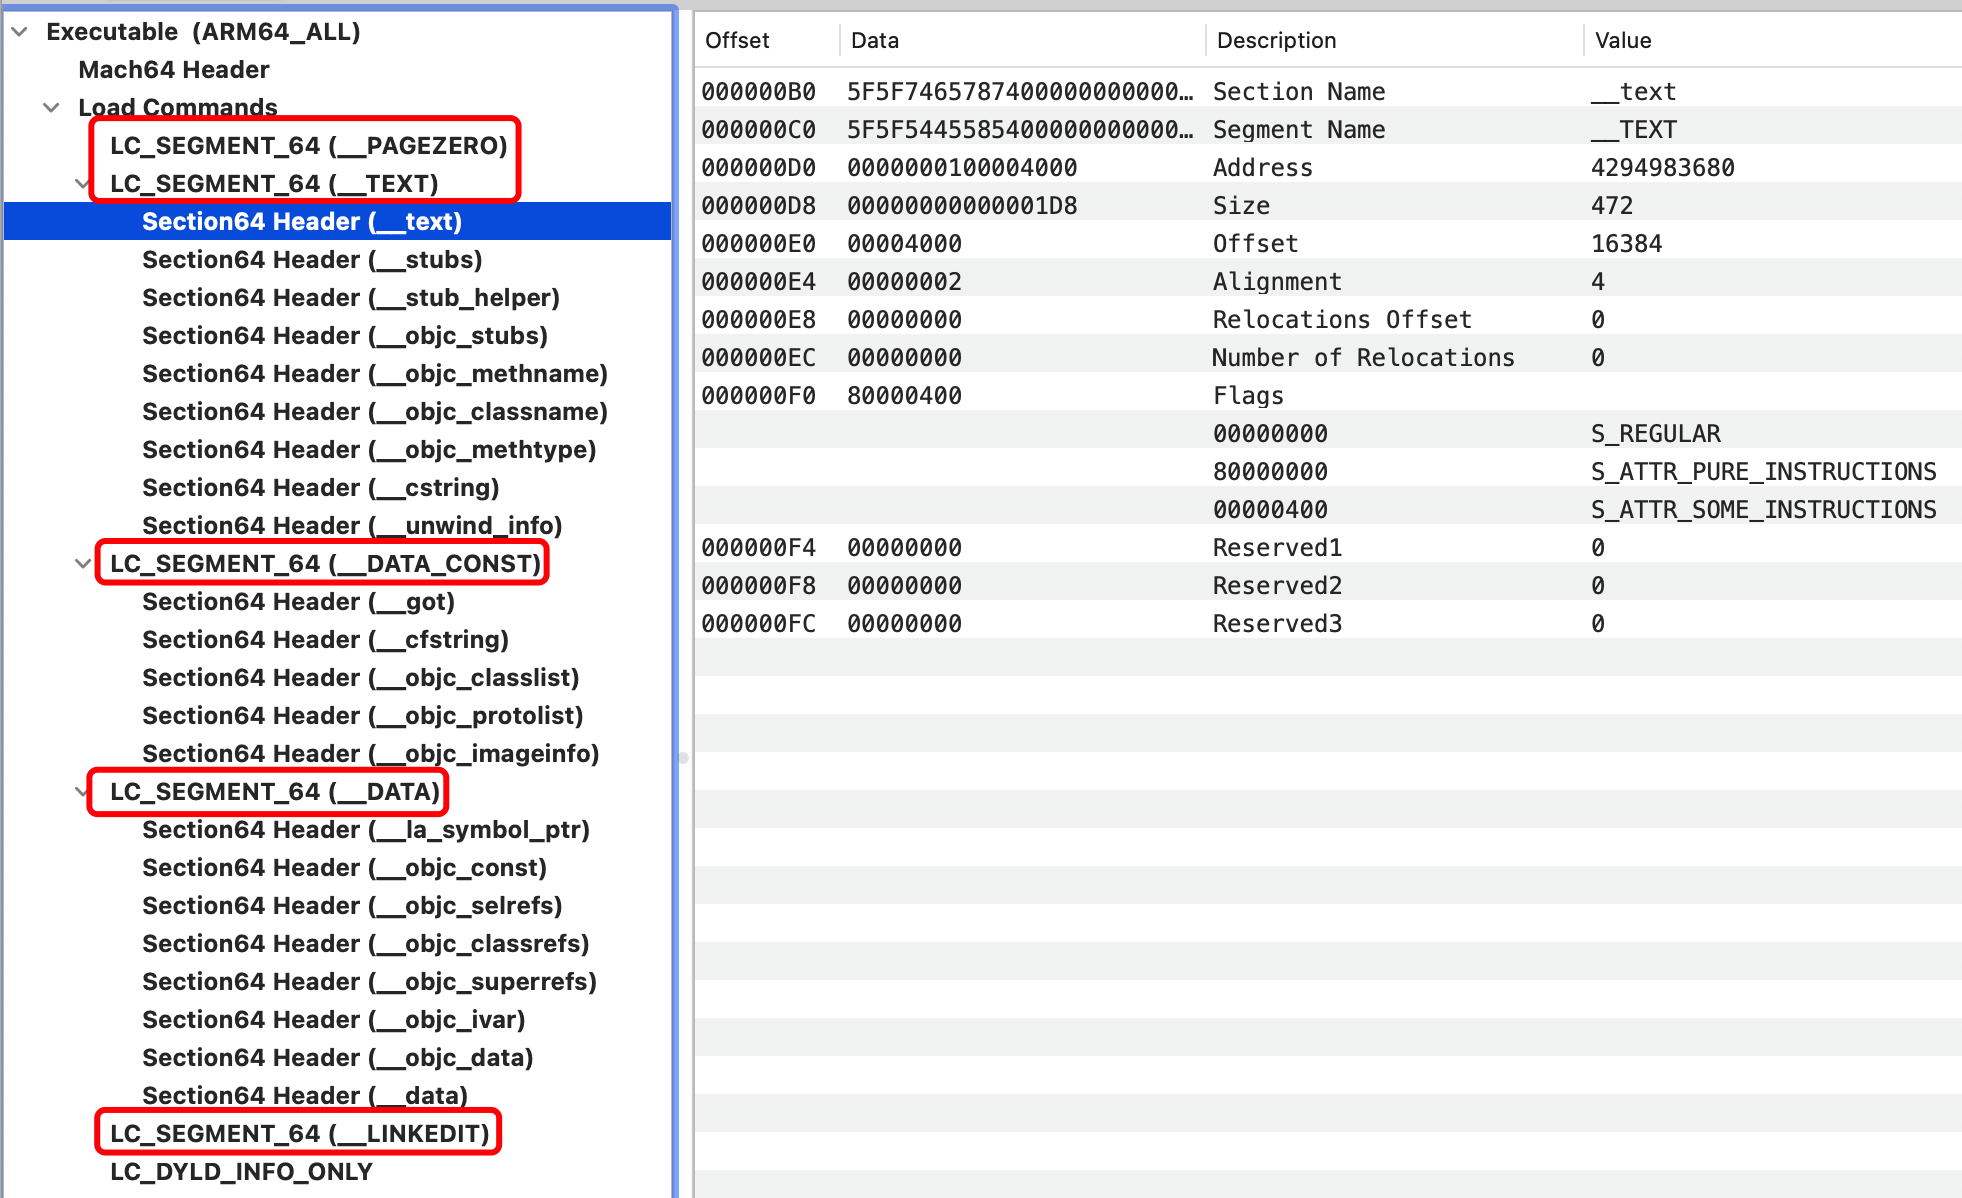 Executable (ARM64_ALL)
Mach64 Header
Load Commands
LC_SEGMENT_64 (__PAGEZERO)
LC_SEGMENT_64 (__TEXT)
Section64 Header (__text)
Section64 Header (__stubs)
Section64 Header (__stub_helper)
Section64 Header (__objc_stubs)
Section64 Header (__objc_methname)
Section64 Header (__objc_classname)
Section64 Header (__objc_methtype)
Section64 Header (__cstring)
Section64 Header (__unwind_info)
LC_SEGMENT_64 (__DATA_CONST)
Section64 Header (__got)
Section64 Header (__cfstring)
Section64 Header (__objc_classlist)
Section64 Header (__objc_protolist)
Section64 Header (__objc_imageinfo)
LC_SEGMENT_64 (__DATA)
Section64 Header (__la_symbol_ptr)
Section64 Header (__objc_const)
Section64 Header (__objc_selrefs)
Section64 Header (__objc_classrefs)
Section64 Header (__objc_superrefs)
Section64 Header (__objc_ivar)
Section64 Header (__objc_data)
Section64 Header (__data)
LC_SEGMENT_64 (__LINKEDIT)
LC_DYLD_INFO_ONLY
Offset Data Description Value
000000B0 5F5F7465787400000000000… Section Name __text
000000C0 5F5F5445585400000000000… Segment Name __TEXT
000000D0 0000000100004000 Address 4294983680
000000D8 00000000000001D8 Size 472
000000E0 00004000 Offset 16384
000000E4 00000002 Alignment 4
000000E8 00000000 Relocations Offset 0
000000EC 00000000 Number of Relocations 0
000000F0 80000400 Flags
00000000 S_REGULAR
80000000 S_ATTR_PURE_INSTRUCTIONS
00000400 S_ATTR_SOME_INSTRUCTIONS
000000F4 00000000 Reserved1 0
000000F8 00000000 Reserved2 0
000000FC 00000000 Reserved3 0